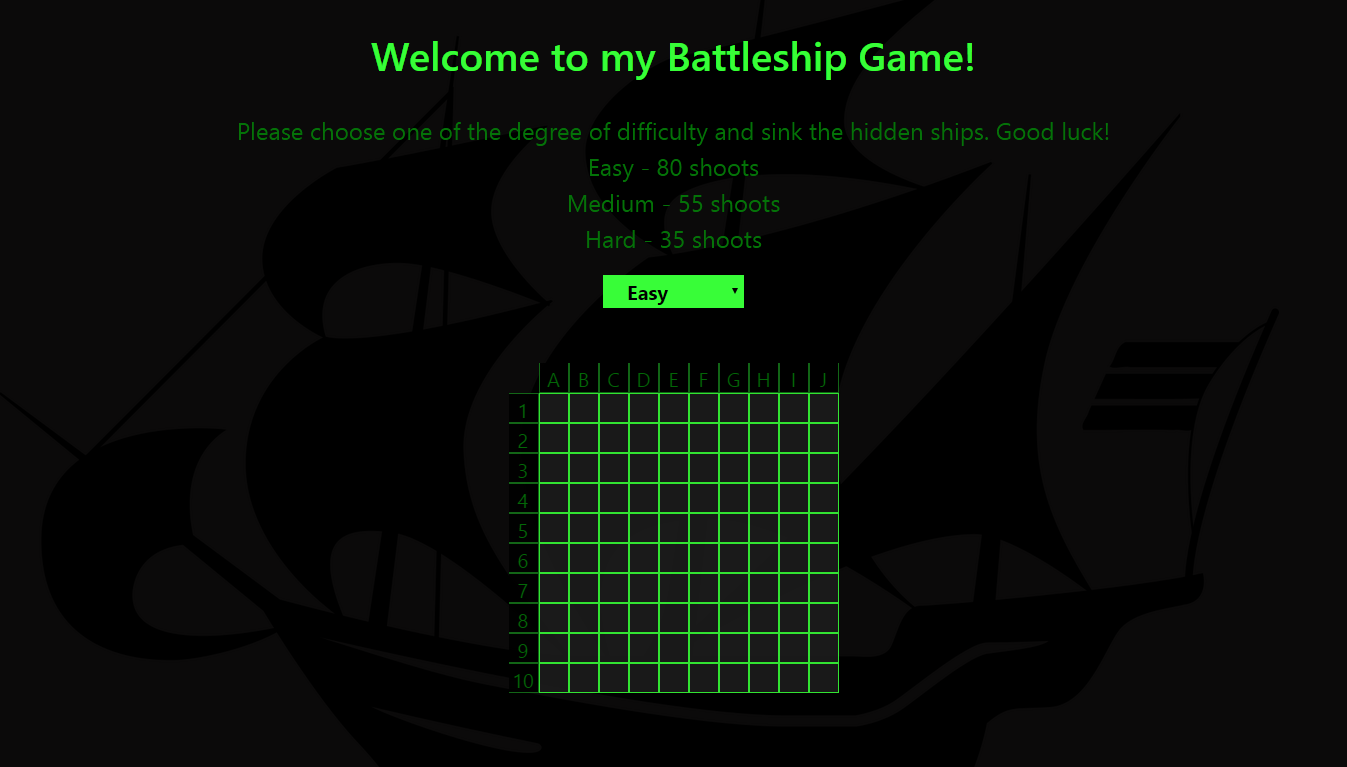 Welcome to my Battleship Game!
Please choose one of the degree of difficulty and sink the hidden ships. Good luck!
Easy - 80 shoots
Medium - 55 shoots
Hard - 35 shoots
Easy
A B C D E F G H I J
1
2
3
4
5
6
7
8
9
10